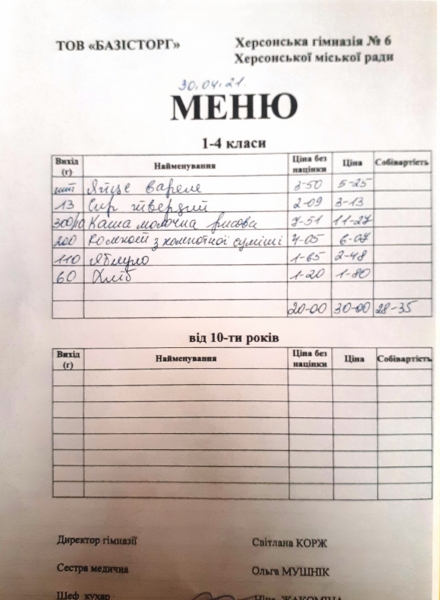 ТОВ «БАЗІСТОРГ» Херсонська гімназія № 6
Херсонської міської ради
30.04.21.
МЕНЮ
1-4 класи
Вихід (г) Найменування Ціна без націнки Ціна Собівартість
шт Яйце варене 3-50 5-25
13 Сир твердий 2-09 3-13
Каша молочна рисова 7-51 11-27
200 Компот з компотної суміші 4-05 6-07
110 Яблуко 1-65 2-48
60 Хліб 1-20 1-80
20-00 30-00 28-35
від 10-ти років
Вихід (г) Найменування Ціна без націнки Ціна Собівартість
Директор гімназії Світлана КОРЖ
Сестра медична Ольга МУШНІК
Шеф кухар